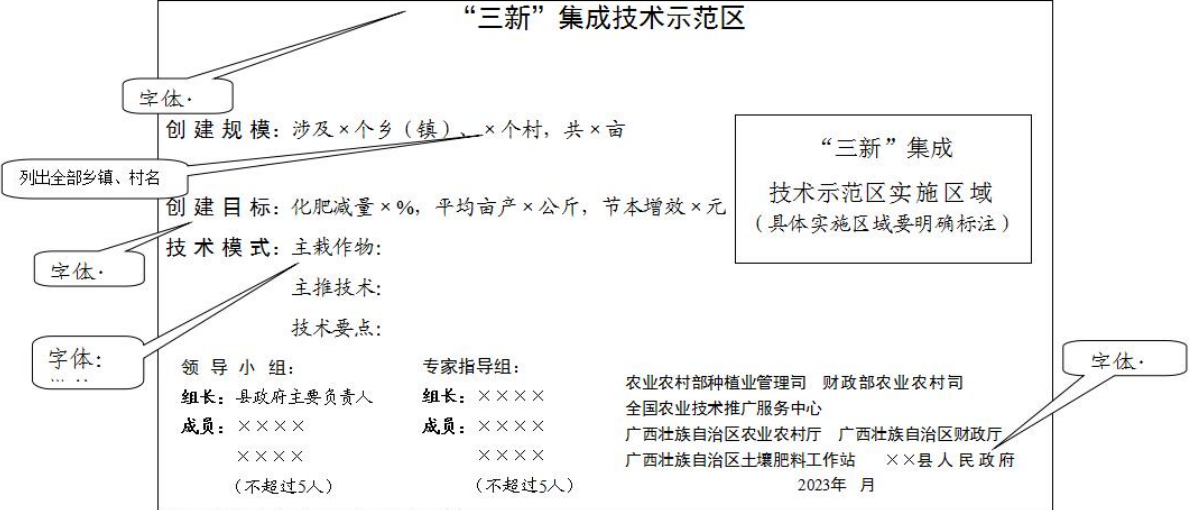 “三新”集成技术示范区
字体:
创建规模：涉及×个乡（镇）、×个村，共×亩
列出全部乡镇、村名
“三新”集成
技术示范区实施区域
（具体实施区域要明确标注）
创建目标：化肥减量×%，平均亩产×公斤，节本增效×元
字体:
技术模式：主栽作物：
主推技术：
技术要点：
字体：
领导小组：
组长：县政府主要负责人
成员：××××
××××
（不超过5人）
专家指导组：
组长：××××
成员：××××
××××
（不超过5人）
字体:
农业农村部种植业管理司 财政部农业农村司
全国农业技术推广服务中心
广西壮族自治区农业农村厅 广西壮族自治区财政厅
广西壮族自治区土壤肥料工作站 ××县人民政府
2023年 月